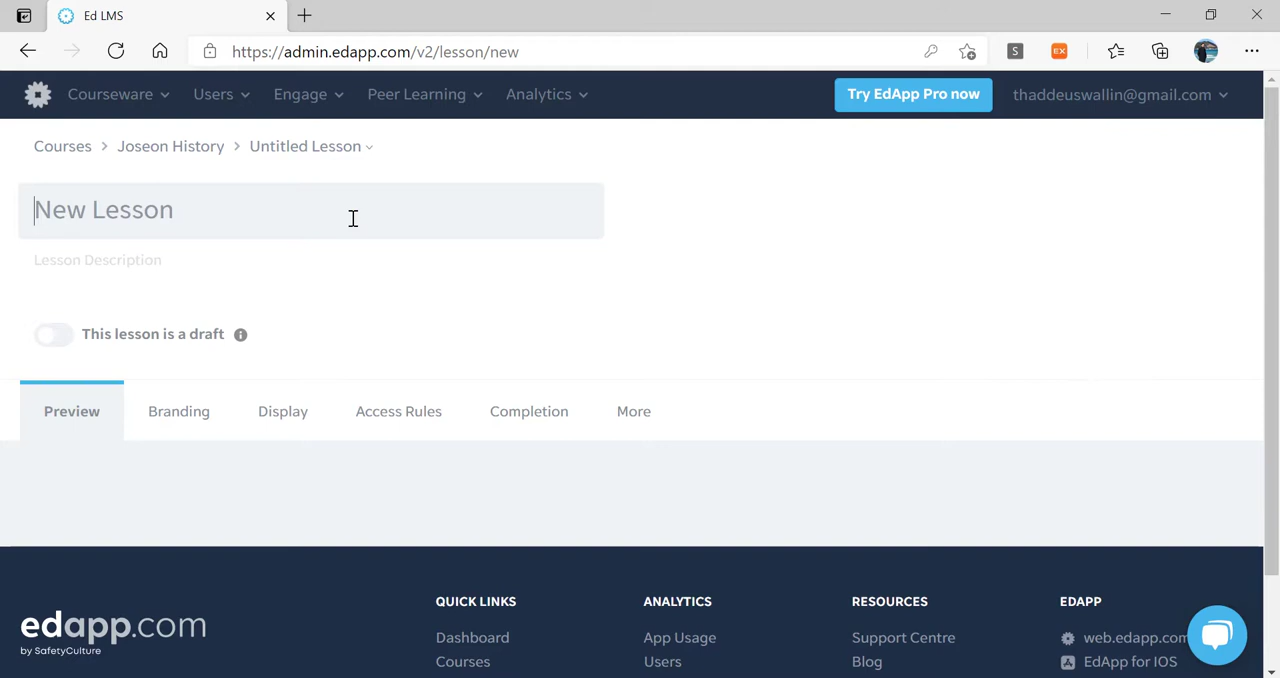 Ed LMS
https://admin.edapp.com/v2/lesson/new
S
EX
Courseware
Users
Engage
Peer Learning
Analytics
Try EdApp Pro now
thaddeuswallin@gmail.com
Courses > Joseon History > Untitled Lesson
New Lesson
Lesson Description
This lesson is a draft
Preview
Branding
Display
Access Rules
Completion
More
edapp.com
by SafetyCulture
QUICK LINKS
Dashboard
Courses
ANALYTICS
App Usage
Users
RESOURCES
Support Centre
Blog
EDAPP
web.edapp.com
EdApp for IOS